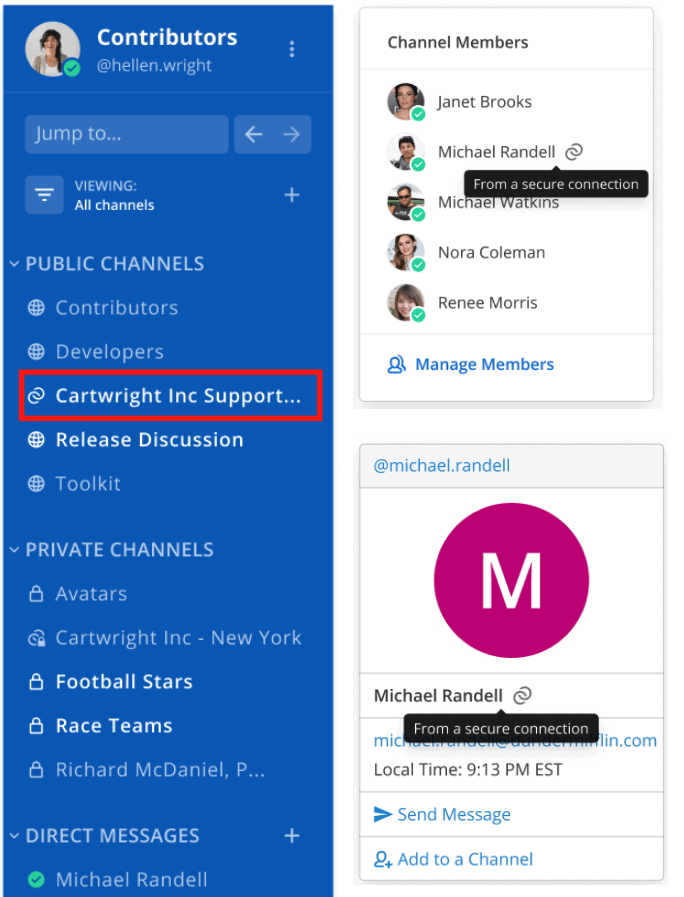 Contributors
@hellen.wright
Jump to...
VIEWING:
All channels
PUBLIC CHANNELS
Contributors
Developers
Cartwright Inc Support...
Release Discussion
Toolkit
PRIVATE CHANNELS
Avatars
Cartwright Inc - New York
Football Stars
Race Teams
Richard McDaniel, P...
DIRECT MESSAGES
Michael Randell
Channel Members
Janet Brooks
Michael Randell
From a secure connection
Michael Watkins
Nora Coleman
Renee Morris
Manage Members
@michael.randell
M
Michael Randell
From a secure connection
michael.randell@dundermifflin.com
Local Time: 9:13 PM EST
Send Message
Add to a Channel